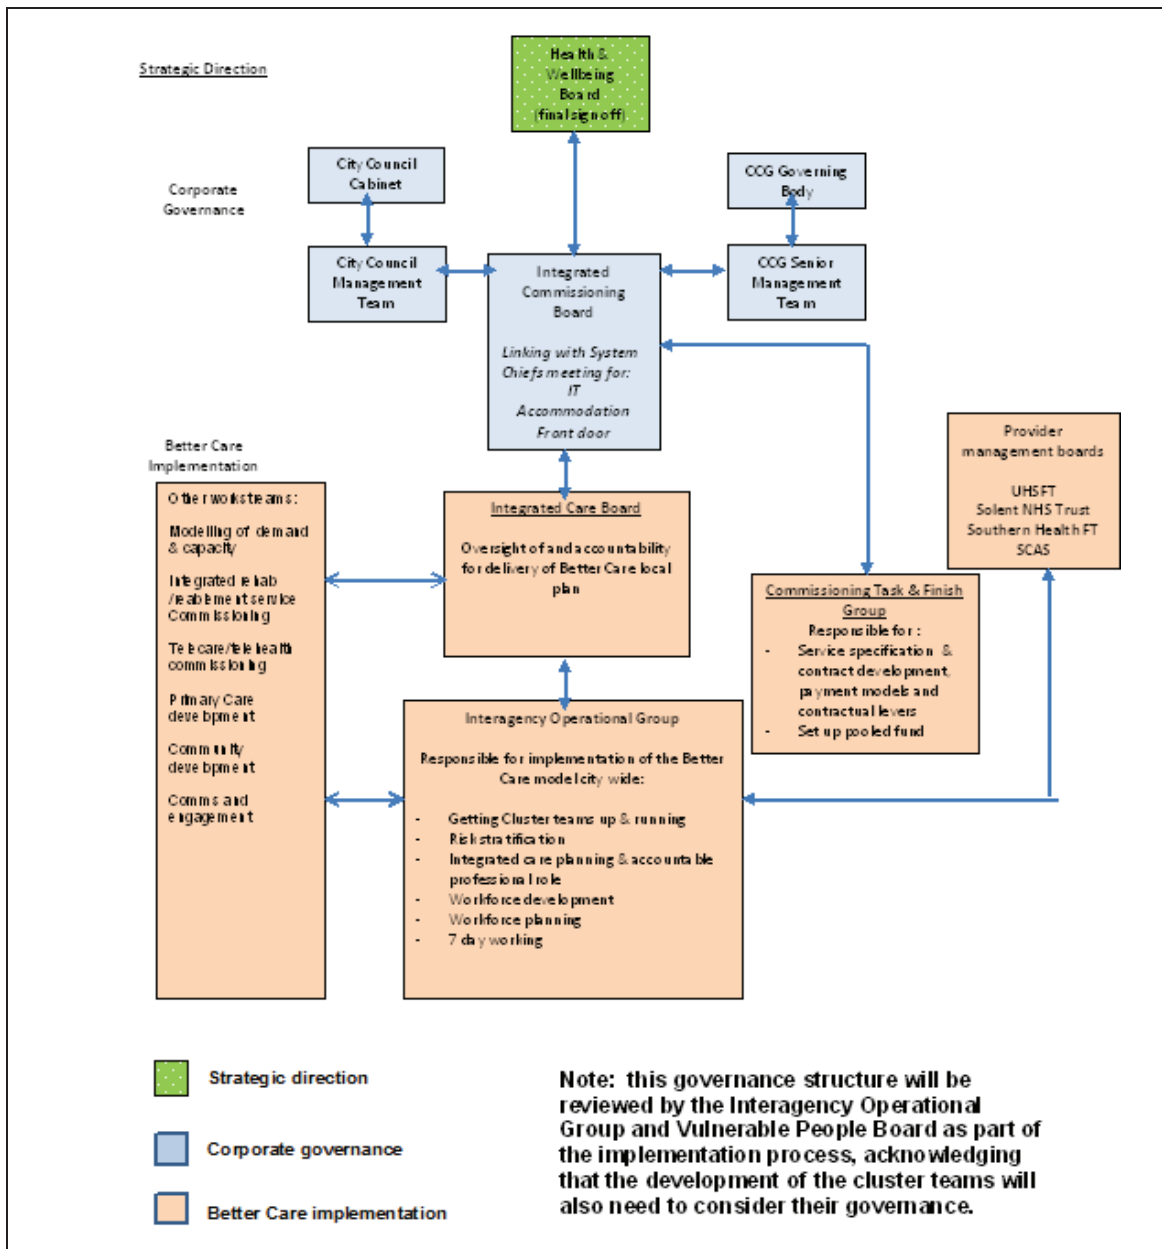 Strategic Direction
Health &
Wellbeing
Board
(final sign off)
Corporate
Governance
City Council
Cabinet
CCG Governing
Body
City Council
Management
Team
Integrated
Commissioning
Board
Linking with System
Chiefs meeting for:
IT
Accommodation
Front door
CCG Senior
Management
Team
Better Care
Implementation
Other workstreams:
Modelling of demand
& capacity
Integrated rehab
/reablement service
Commissioning
Telecare/telehealth
commissioning
Primary Care
development
Community
development
Comms and
engagement
Integrated Care Board
Oversight of and accountability
for delivery of Better Care local
plan
Provider
management boards
UHSFT
Solent NHS Trust
Southern Health FT
SCAS
Commissioning Task & Finish
Group
Responsible for :
- Service specification &
contract development,
payment models and
contractual levers
- Set up pooled fund
Interagency Operational Group
Responsible for implementation of the Better
Care model city wide:
- Getting Cluster teams up & running
- Risk stratification
- Integrated care planning & accountable
professional role
- Workforce development
- Workforce planning
- 7 day working
Strategic direction
Corporate governance
Better Care implementation
Note: this governance structure will be
reviewed by the Interagency Operational
Group and Vulnerable People Board as part of
the implementation process, acknowledging
that the development of the cluster teams will
also need to consider their governance.